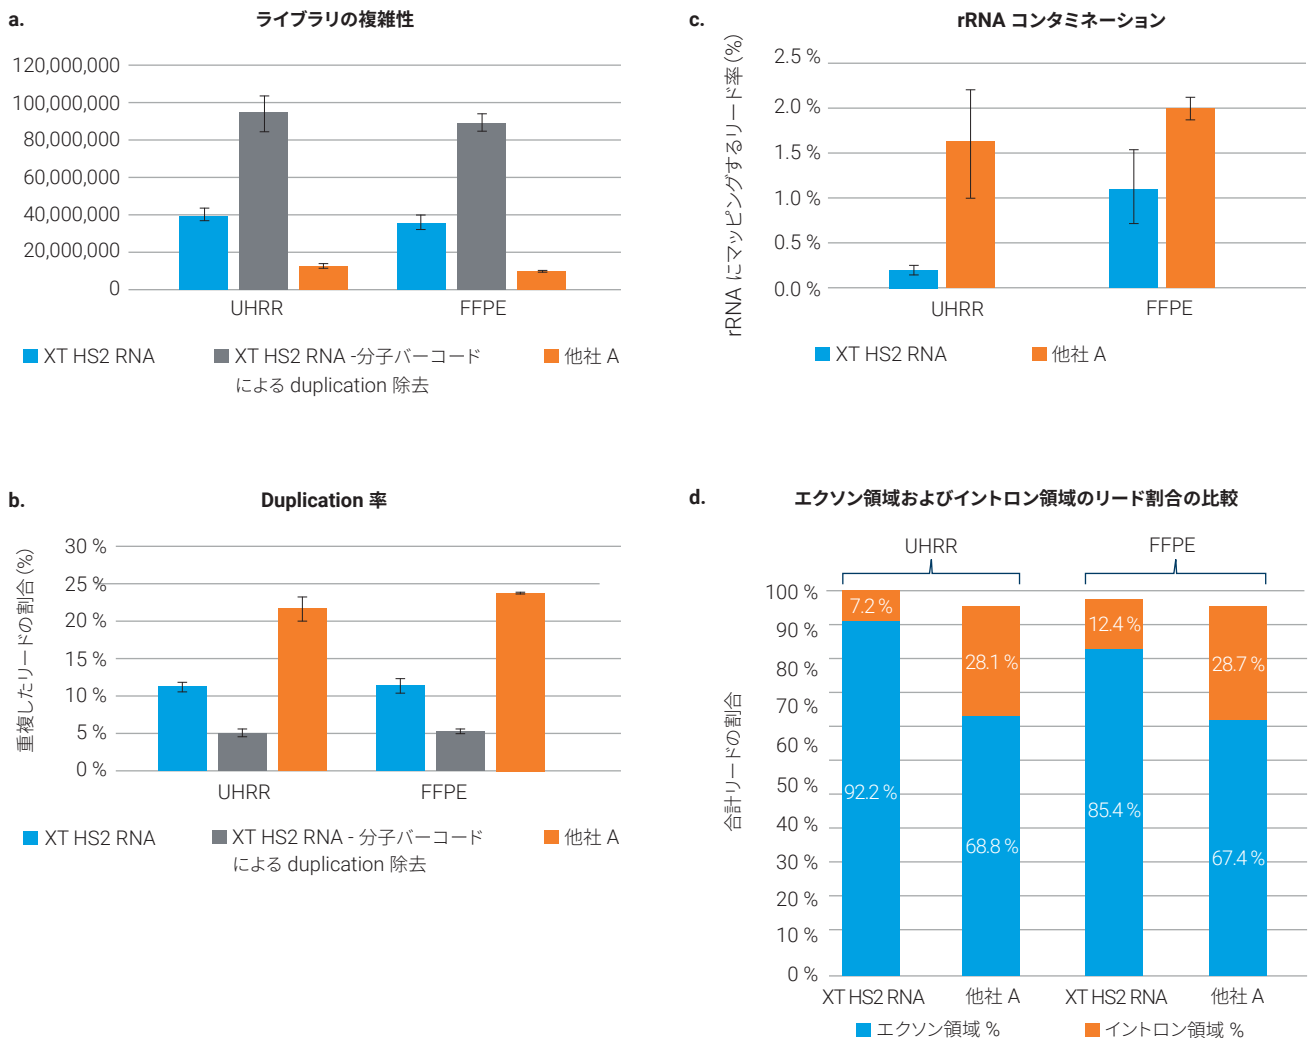 a.
ライブラリの複雑性
120,000,000
100,000,000
80,000,000
60,000,000
40,000,000
20,000,000
0
UHRR
FFPE
XT HS2 RNA
XT HS2 RNA -分子バーコード
による duplication 除去
他社 A
b.
Duplication 率
重複したリードの割合 (%)
30 %
25 %
20 %
15 %
10 %
5 %
0 %
UHRR
FFPE
XT HS2 RNA
XT HS2 RNA - 分子バーコード
による duplication 除去
他社 A
c.
rRNA コンタミネーション
rRNA にマッピングするリード率 (%)
2.5 %
2.0 %
1.5 %
1.0 %
0.5 %
0.0 %
UHRR
FFPE
XT HS2 RNA
他社 A
d.
エクソン領域およびイントロン領域のリード割合の比較
UHRR
FFPE
合計リードの割合
100 %
90 %
80 %
70 %
60 %
50 %
40 %
30 %
20 %
10 %
0 %
7.2 %
28.1 %
12.4 %
28.7 %
92.2 %
68.8 %
85.4 %
67.4 %
XT HS2 RNA
他社 A
XT HS2 RNA
他社 A
エクソン領域 %
イントロン領域 %